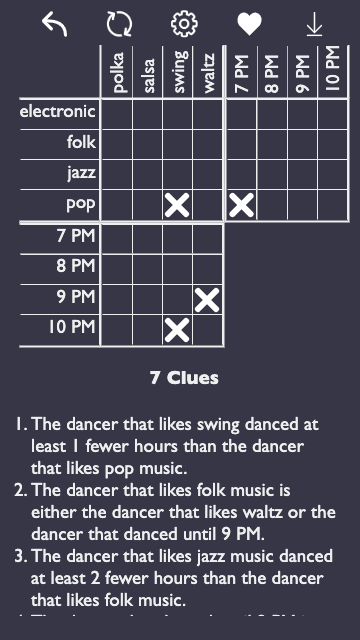 polka salsa swing waltz 7 PM 8 PM 9 PM 10 PM
electronic
folk
jazz
pop
7 PM
8 PM
9 PM
10 PM
7 Clues
1. The dancer that likes swing danced at
least 1 fewer hours than the dancer
that likes pop music.
2. The dancer that likes folk music is
either the dancer that likes waltz or the
dancer that danced until 9 PM.
3. The dancer that likes jazz music danced
at least 2 fewer hours than the dancer
that likes folk music.